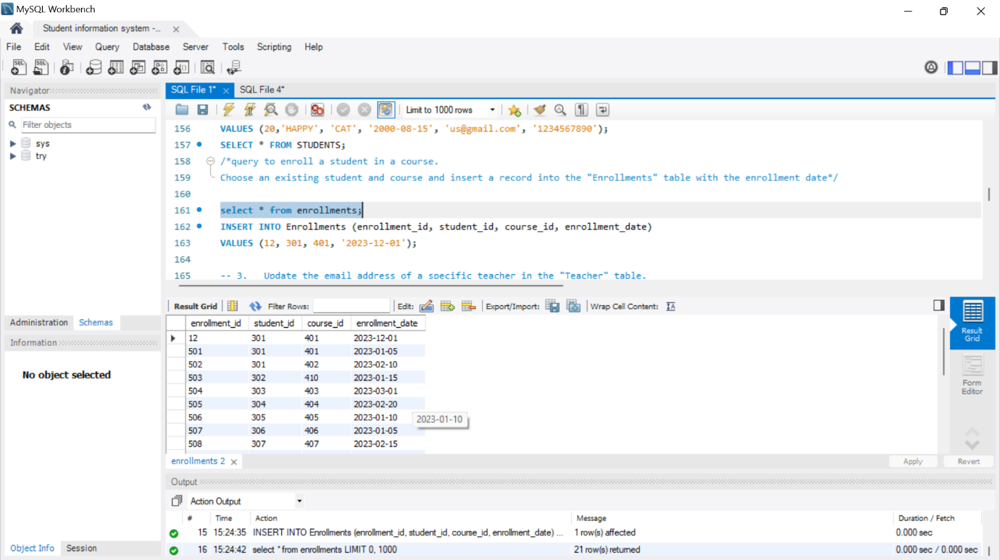 MySQL Workbench
Student information system -...
File Edit View Query Database Server Tools Scripting Help
Navigator
SCHEMAS
Filter objects
sys
try
Administration Schemas
Information
No object selected
Object Info Session
SQL File 1* SQL File 4*
Limit to 1000 rows
156 VALUES (20,'HAPPY', 'CAT', '2000-08-15', 'us@gmail.com', '1234567890');
157 SELECT * FROM STUDENTS;
158 /*query to enroll a student in a course.
159 Choose an existing student and course and insert a record into the "Enrollments" table with the enrollment date*/
160
161 select * from enrollments;
162 INSERT INTO Enrollments (enrollment_id, student_id, course_id, enrollment_date)
163 VALUES (12, 301, 401, '2023-12-01');
164
165 -- 3. Update the email address of a specific teacher in the "Teacher" table.
Result Grid Filter Rows: Edit: Export/Import: Wrap Cell Content:
enrollment_id student_id course_id enrollment_date
12 301 401 2023-12-01
501 301 401 2023-01-05
502 301 402 2023-02-10
503 302 410 2023-01-15
504 303 403 2023-03-01
505 304 404 2023-02-20
506 305 405 2023-01-10
507 306 406 2023-01-05
508 307 407 2023-02-15
2023-01-10
Result
Grid
Form
Editor
enrollments 2
Apply Revert
Output
Action Output
# Time Action Message Duration / Fetch
15 15:24:35 INSERT INTO Enrollments (enrollment_id, student_id, course_id, enrollment_date) ... 1 row(s) affected 0.000 sec
16 15:24:42 select * from enrollments LIMIT 0, 1000 21 row(s) returned 0.000 sec / 0.000 sec